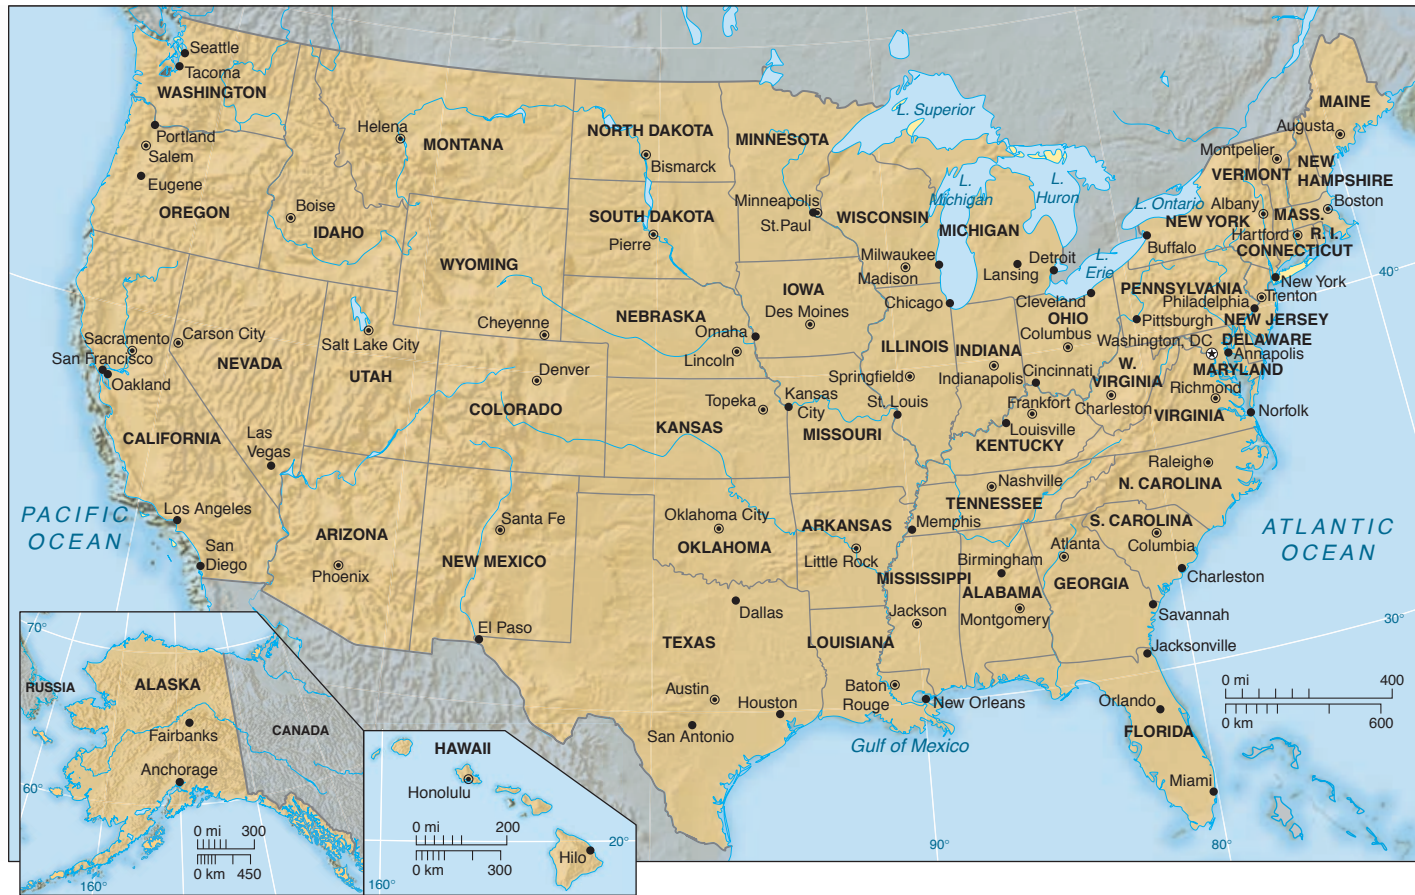 Seattle
Tacoma
WASHINGTON
Portland
Salem
Eugene
OREGON
Helena
MONTANA
Boise
IDAHO
NORTH DAKOTA
Bismarck
SOUTH DAKOTA
Pierre
WYOMING
Cheyenne
MINNESOTA
Minneapolis
St.Paul
WISCONSIN
Milwaukee
Madison
L. Superior
L.
Michigan
L.
Huron
MICHIGAN
Lansing
Detroit
L. Ontario
L.
Erie
MAINE
Augusta
Montpelier
VERMONT
NEW
HAMPSHIRE
Albany
NEW YORK
Buffalo
MASS.
Boston
Hartford
R. I.
CONNECTICUT
New York
40°
PENNSYLVANIA
Philadelphia
Trenton
Pittsburgh
NEW JERSEY
Washington, DC
DELAWARE
Annapolis
MARYLAND
Sacramento
San Francisco
Oakland
Carson City
NEVADA
Salt Lake City
UTAH
Denver
COLORADO
NEBRASKA
Omaha
Lincoln
IOWA
Des Moines
Chicago
ILLINOIS
Springfield
INDIANA
Indianapolis
Cleveland
OHIO
Columbus
Cincinnati
W.
VIRGINIA
Charleston
Richmond
VIRGINIA
Norfolk
CALIFORNIA
Las
Vegas
Los Angeles
San
Diego
PACIFIC
OCEAN
ARIZONA
Phoenix
Santa Fe
NEW MEXICO
El Paso
Topeka
KANSAS
Kansas
City
St. Louis
MISSOURI
Frankfort
Louisville
KENTUCKY
Nashville
TENNESSEE
Memphis
Raleigh
N. CAROLINA
S. CAROLINA
Columbia
Charleston
Oklahoma City
OKLAHOMA
ARKANSAS
Little Rock
MISSISSIPPI
Jackson
Birmingham
ALABAMA
Montgomery
Atlanta
GEORGIA
Savannah
Jacksonville
ATLANTIC
OCEAN
30°
Dallas
TEXAS
Austin
Houston
San Antonio
LOUISIANA
Baton
Rouge
New Orleans
Gulf of Mexico
Orlando
FLORIDA
Miami
0 mi 400
0 km 600
90°
80°
70°
RUSSIA
ALASKA
Fairbanks
Anchorage
CANADA
60°
0 mi 300
0 km 450
160°
HAWAII
Honolulu
0 mi 200
0 km 300
Hilo
20°
160°